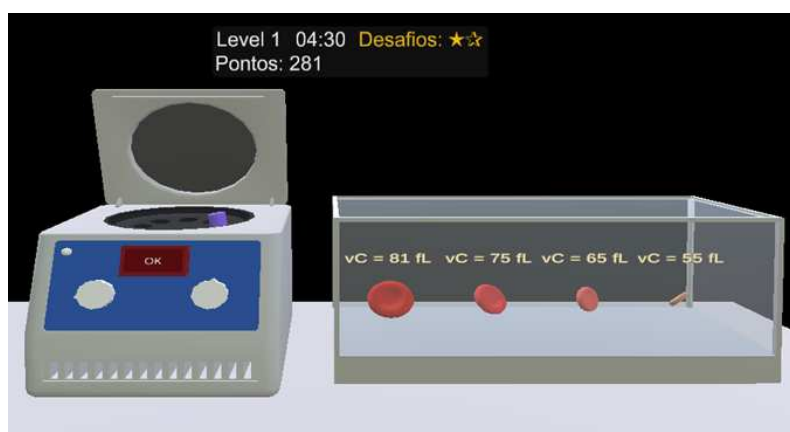 Level 1 04:30 Desafios: ★☆
Pontos: 281
OK
vC = 81 fL vC = 75 fL vC = 65 fL vC = 55 fL